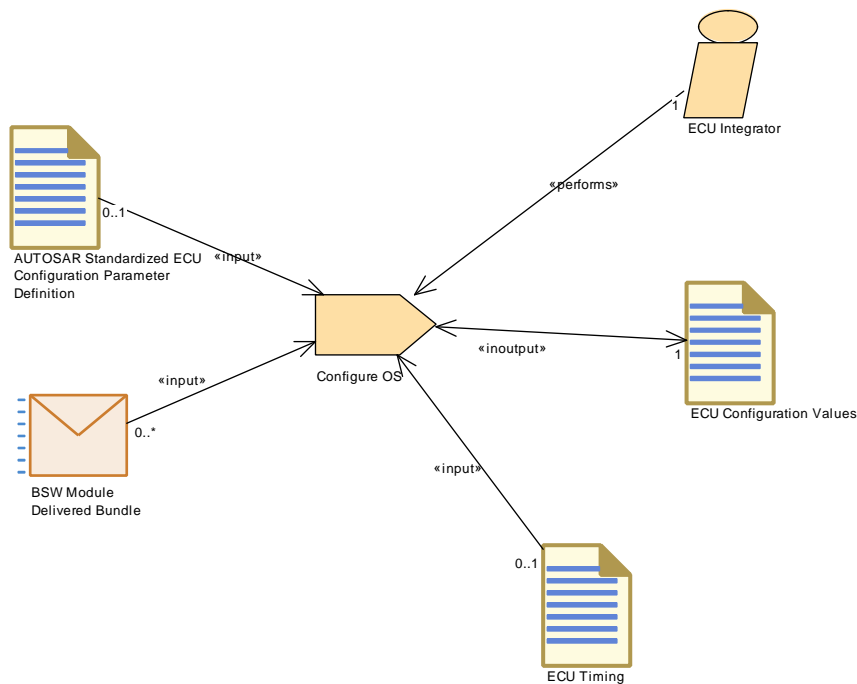 1
ECU Integrator
«performs»
0..1
AUTOSAR Standardized ECU
Configuration Parameter
Definition
«input»
«inoutput»
1
ECU Configuration Values
Configure OS
«input»
0..*
BSW Module
Delivered Bundle
«input»
0..1
ECU Timing